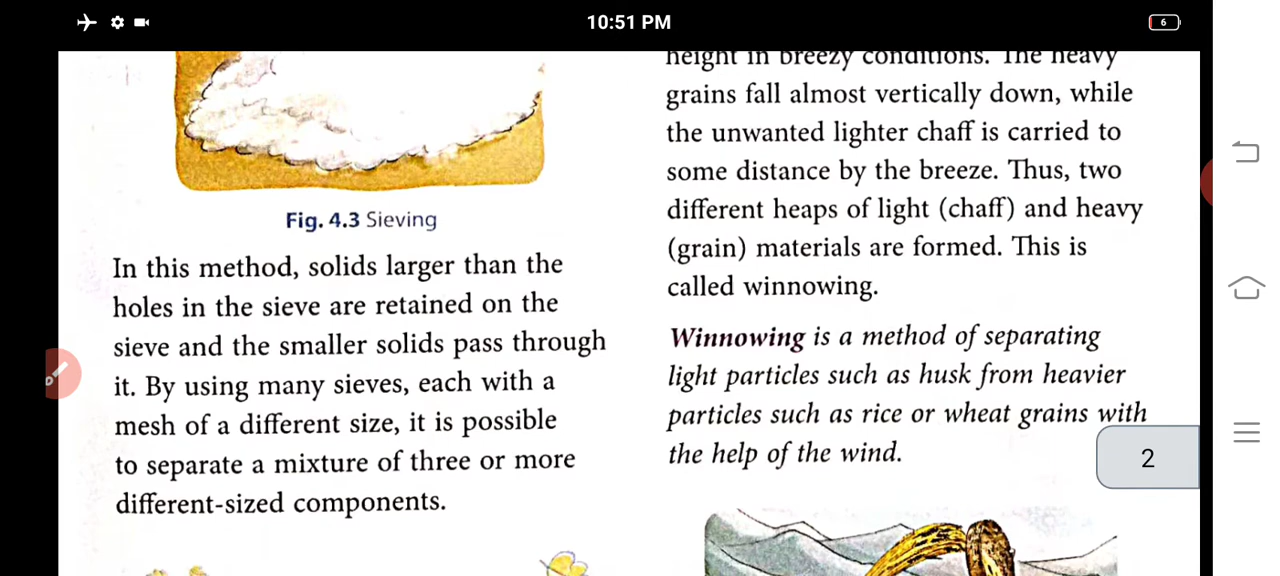 10:51 PM
6
Fig. 4.3 Sieving
In this method, solids larger than the
holes in the sieve are retained on the
sieve and the smaller solids pass through
it. By using many sieves, each with a
mesh of a different size, it is possible
to separate a mixture of three or more
different-sized components.
height in breezy conditions. The heavy
grains fall almost vertically down, while
the unwanted lighter chaff is carried to
some distance by the breeze. Thus, two
different heaps of light (chaff) and heavy
(grain) materials are formed. This is
called winnowing.
Winnowing is a method of separating
light particles such as husk from heavier
particles such as rice or wheat grains with
the help of the wind.
2